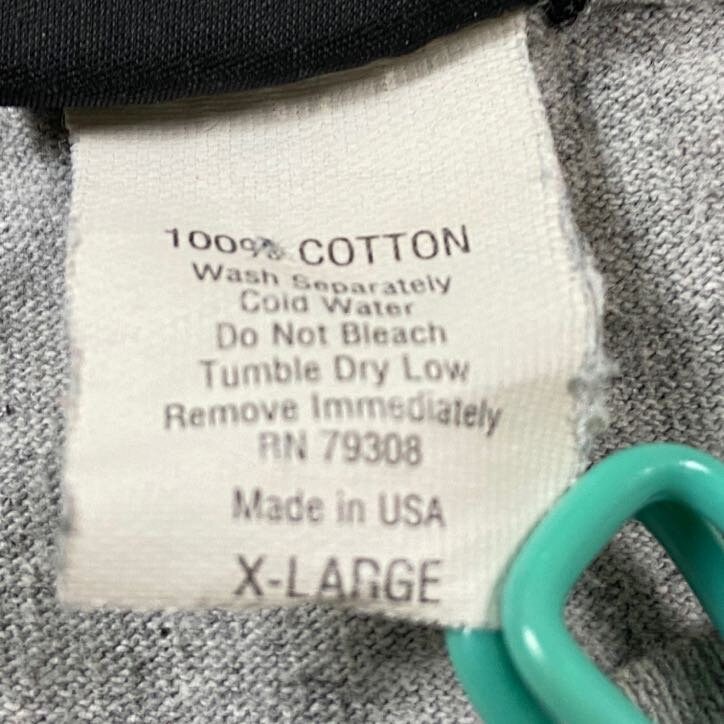 100% COTTON
Wash Separately
Cold Water
Do Not Bleach
Tumble Dry Low
Remove Immediately
RN 79308
Made in USA
X-LARGE